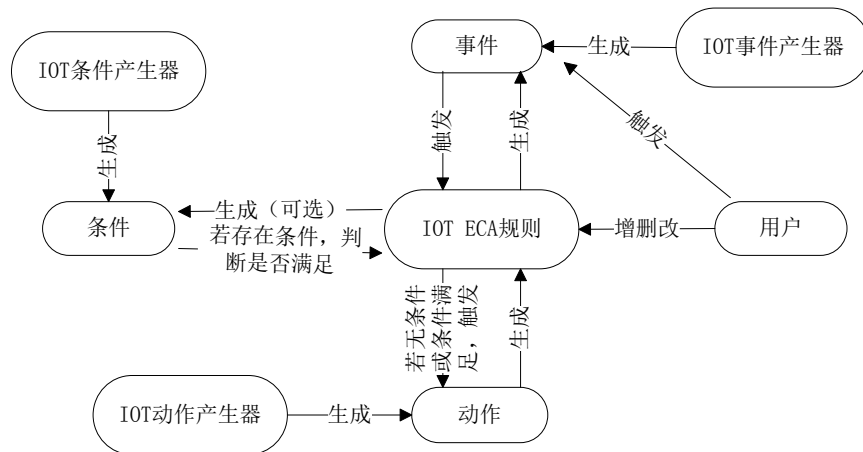 事件
生成
IOT事件产生器
IOT条件产生器
生成
触发
生成
触发
条件
生成（可选）
若存在条件，判
断是否满足
IOT ECA规则
增删改
用户
若无条件
或条件满
足，触发
生成
IOT动作产生器
生成
动作